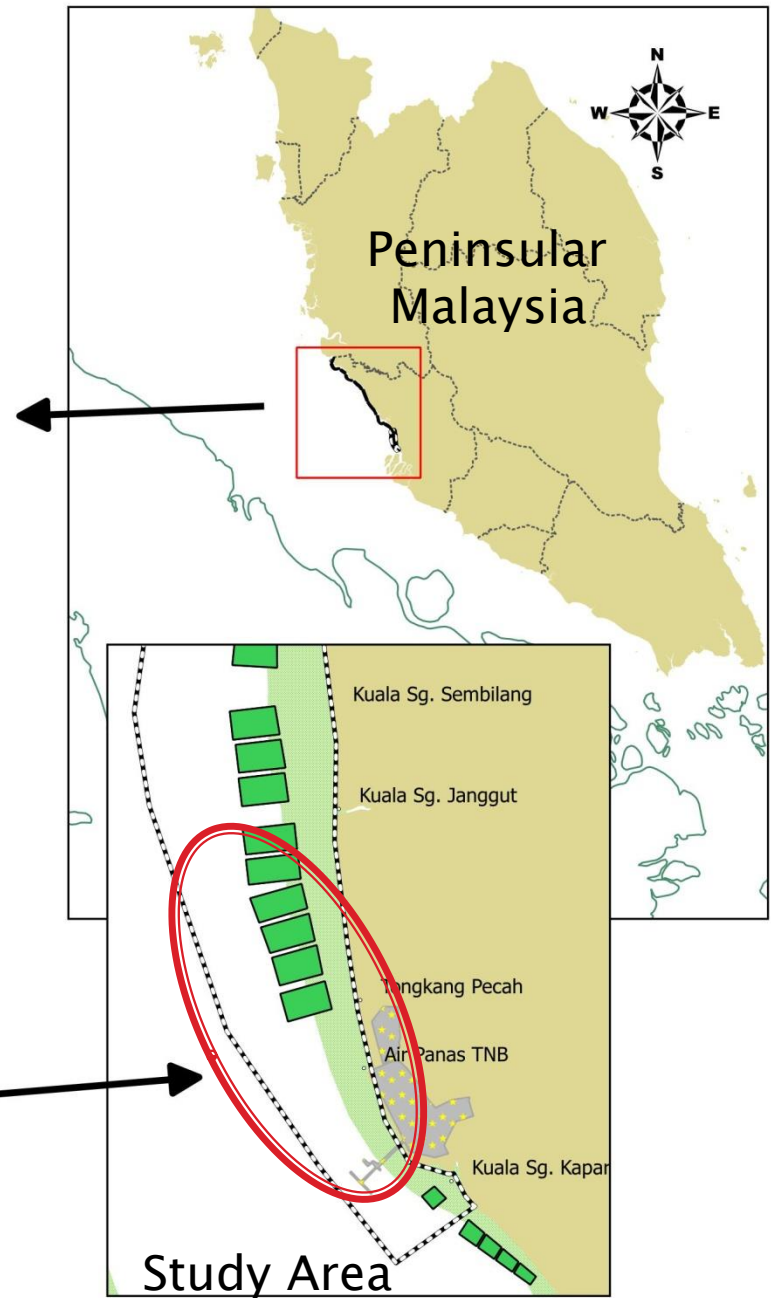 N
W E
S
Peninsular
Malaysia
Kuala Sg. Sembilang
Kuala Sg. Janggut
Tongkang Pecah
Air Panas TNB
Kuala Sg. Kapar
Study Area